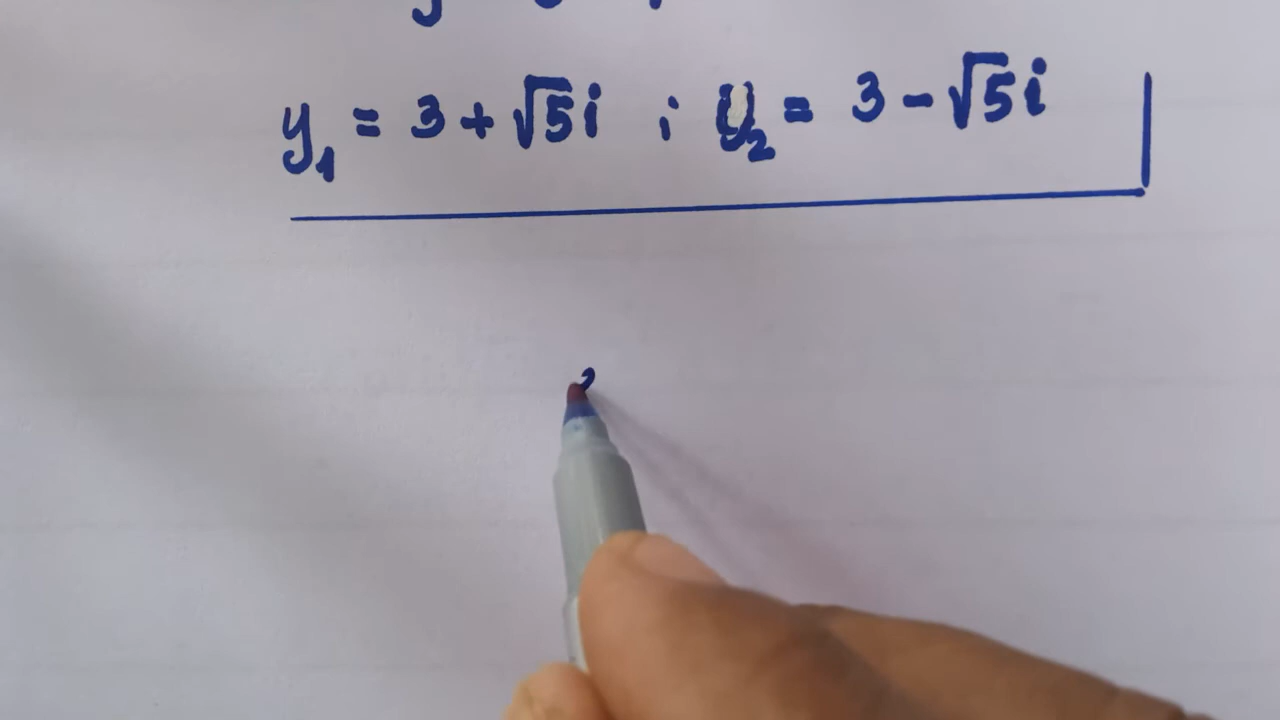 y₁ = 3 + √5i ; y₂ = 3 - √5i